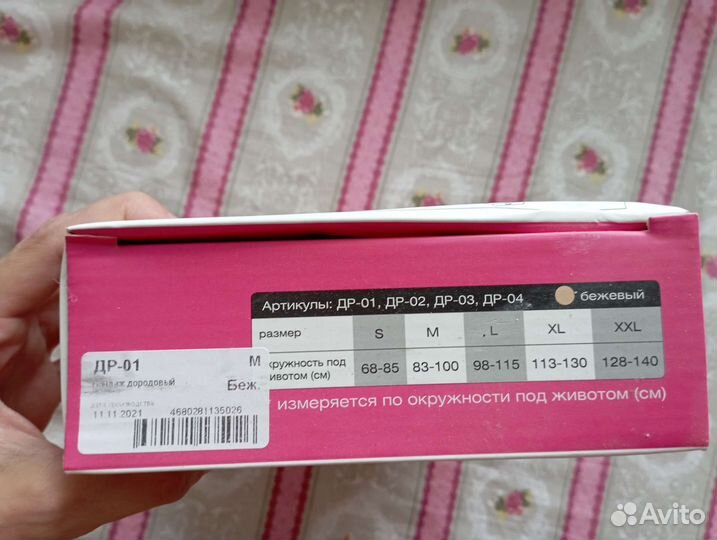 Артикулы: ДР-01, ДР-02, ДР-03, ДР-04 бежевый
размер S M L XL XXL
окружность под
животом (см) 68-85 83-100 98-115 113-130 128-140
измеряется по окружности под животом (см)
ДР-01 М
дородовый Беж.
11.11.2021
4680281135026
Avito